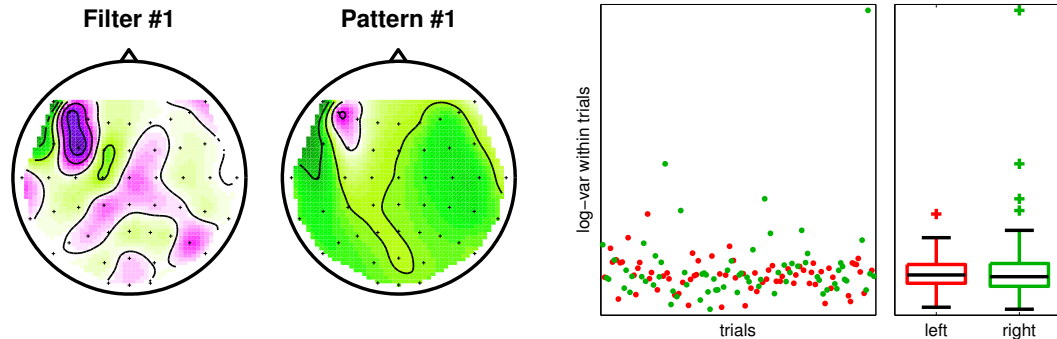 Filter #1
Pattern #1
log-var within trials
trials
left
right